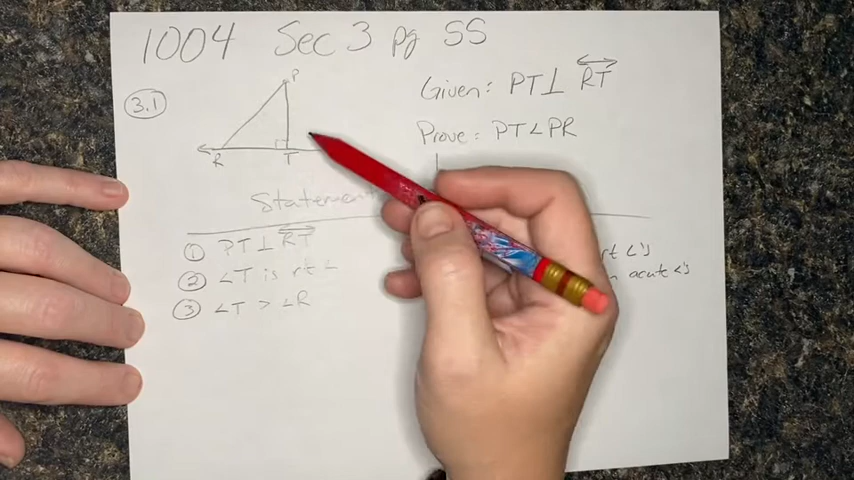 1004 Sec 3 pg 55
3.1
P
R T
Given: PT ⊥ RT
Prove: PT < PR
Statement
① PT ⊥ RT
② ∠T is rt ∠
③ ∠T > ∠R
rt ∠'s
acute ∠'s